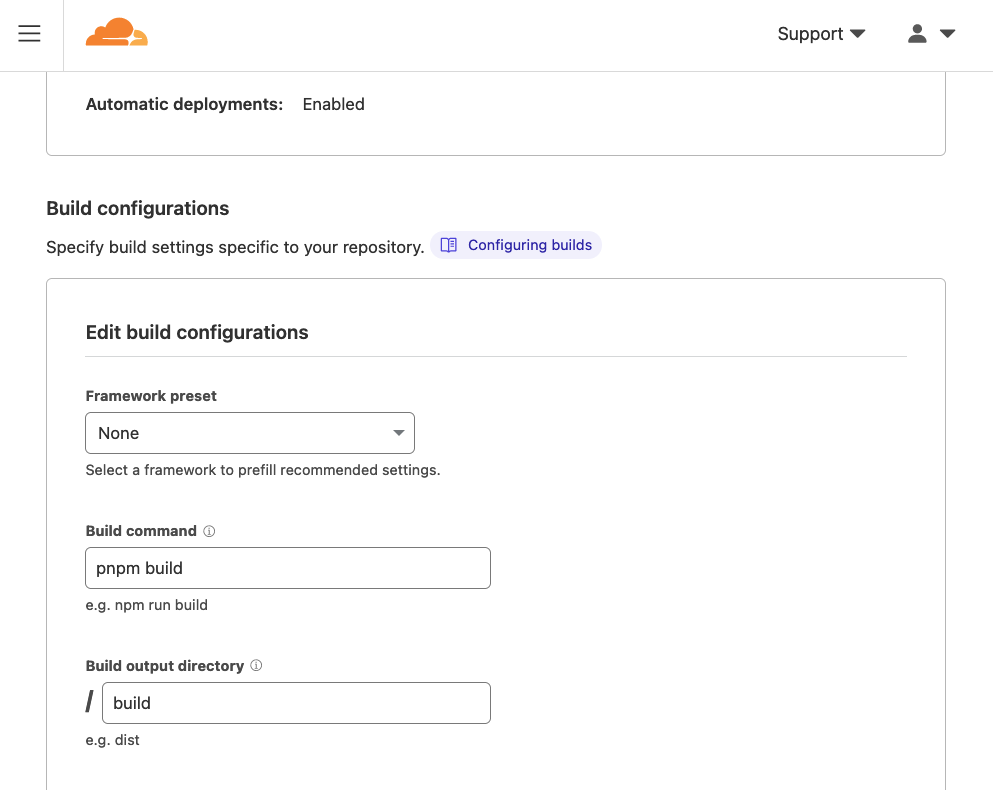 Support
Automatic deployments: Enabled
Build configurations
Specify build settings specific to your repository. Configuring builds
Edit build configurations
Framework preset
None
Select a framework to prefill recommended settings.
Build command
pnpm build
e.g. npm run build
Build output directory
/ build
e.g. dist